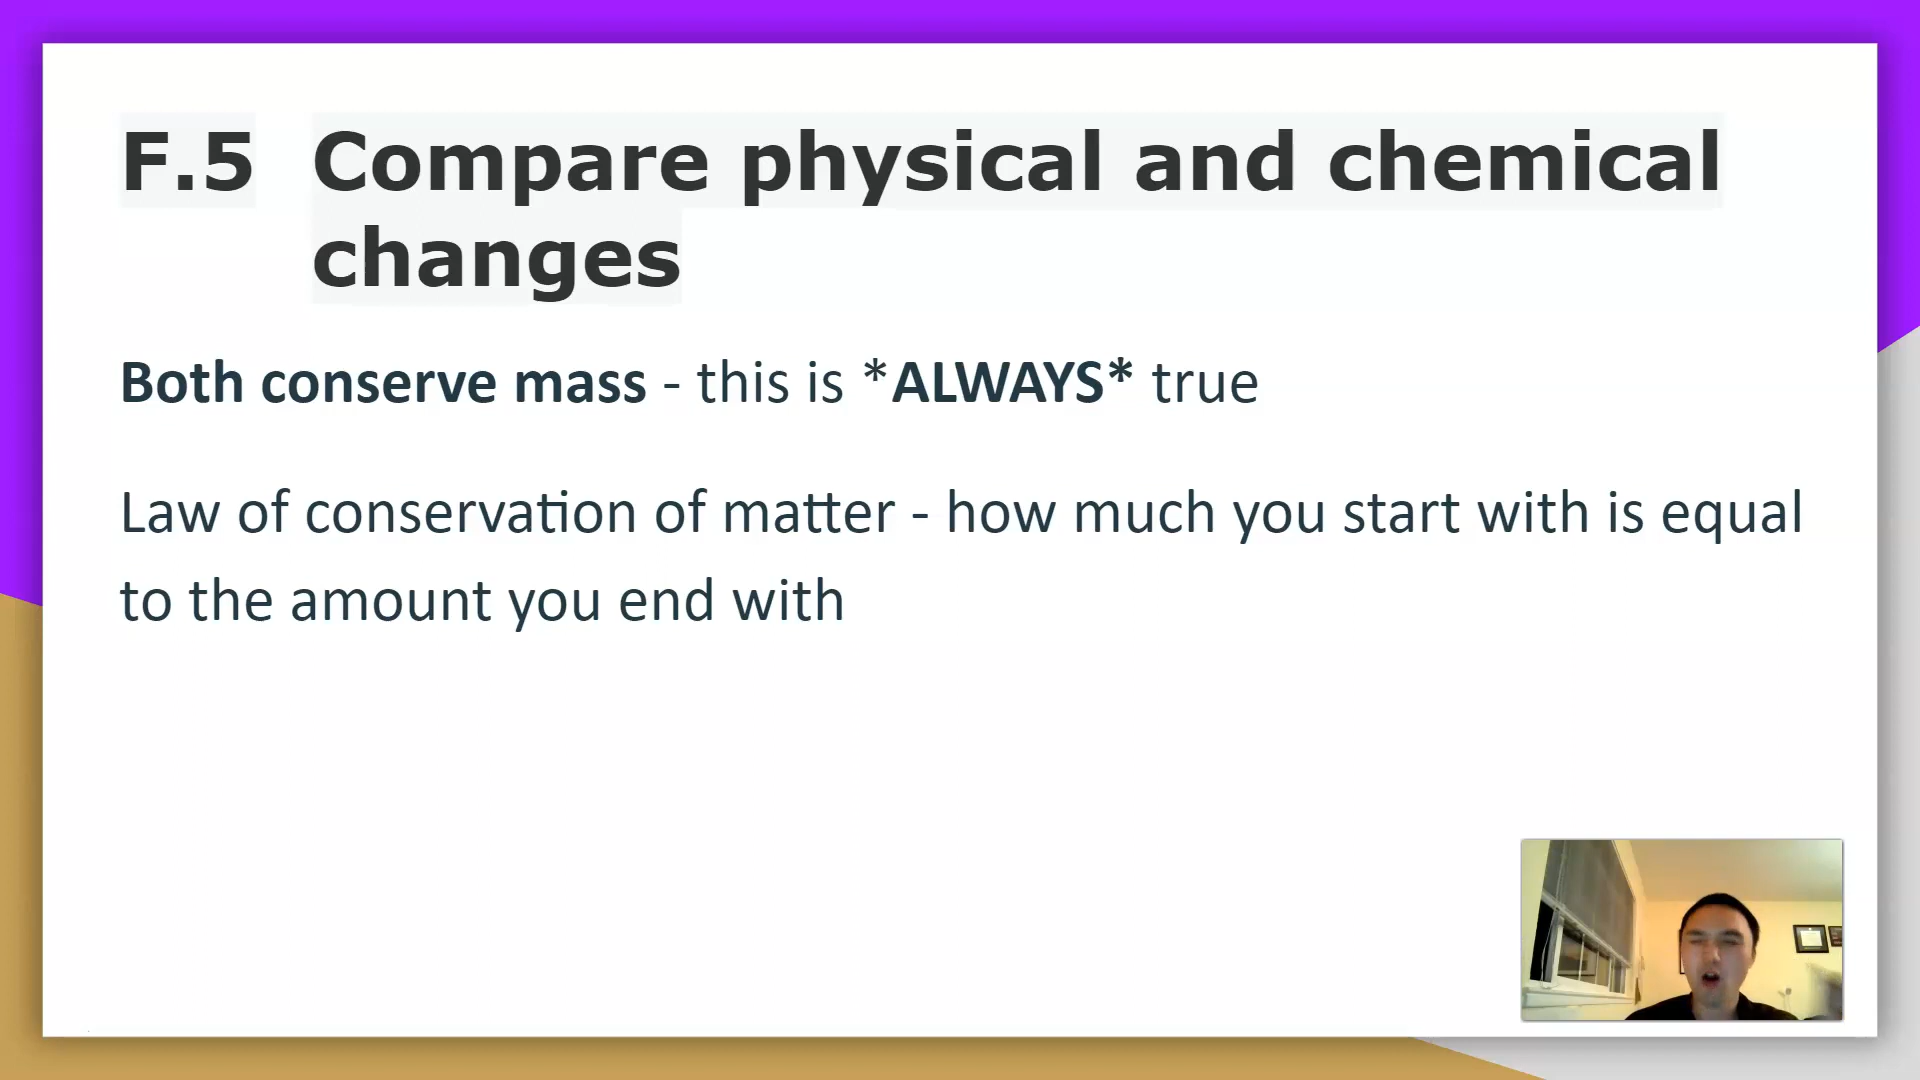 F.5 Compare physical and chemical
changes
Both conserve mass - this is *ALWAYS* true
Law of conservation of matter - how much you start with is equal
to the amount you end with